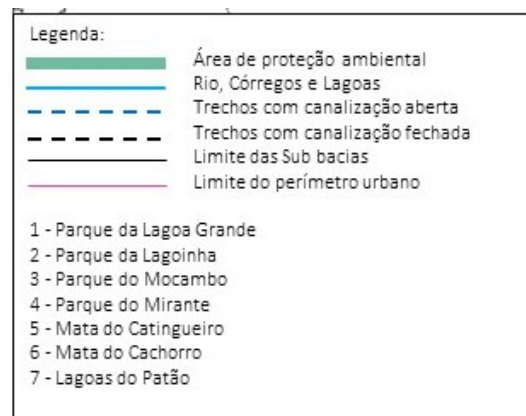 Legenda:
Área de proteção ambiental
Rio, Córregos e Lagoas
Trechos com canalização aberta
Trechos com canalização fechada
Limite das Sub bacias
Limite do perímetro urbano
1 - Parque da Lagoa Grande
2 - Parque da Lagoinha
3 - Parque do Mocambo
4 - Parque do Mirante
5 - Mata do Catingueiro
6 - Mata do Cachorro
7 - Lagoas do Patão